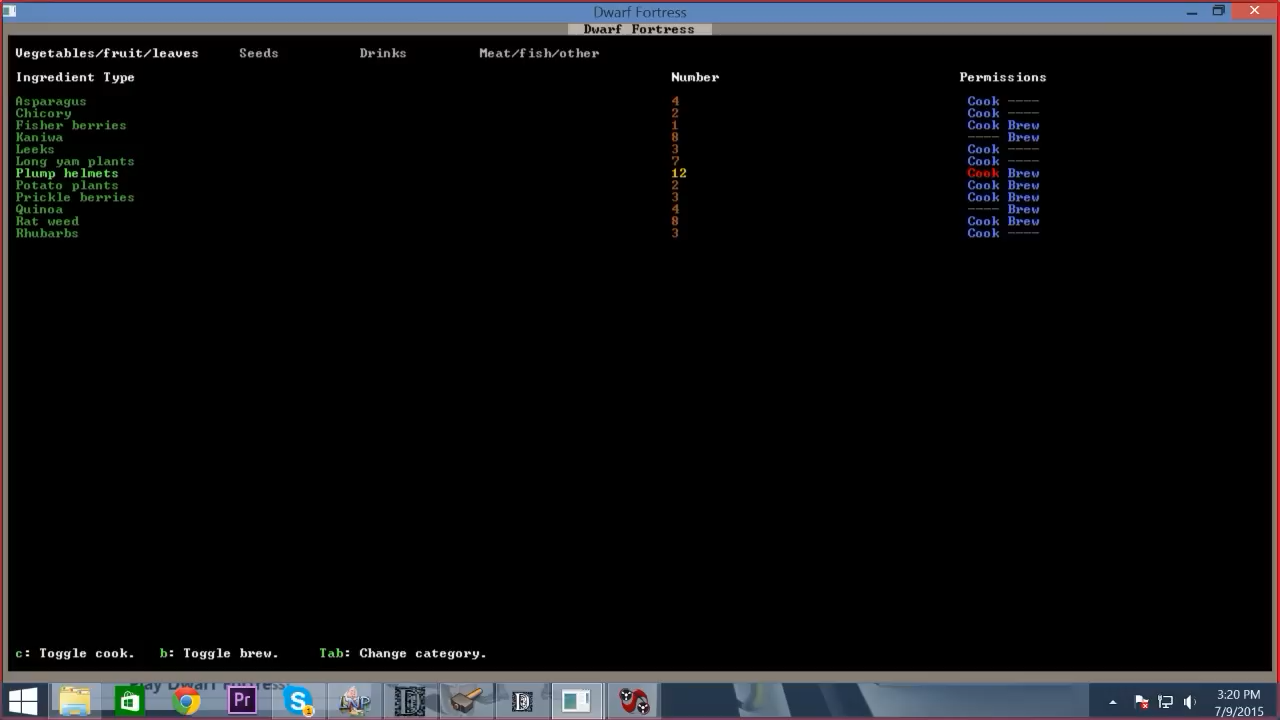 Dwarf Fortress
Dwarf Fortress
Vegetables/fruit/leaves Seeds Drinks Meat/fish/other
Ingredient Type Number Permissions
Asparagus 4 Cook ----
Chicory 2 Cook ----
Fisher berries 1 Cook Brew
Kaniwa 8 ---- Brew
Leeks 3 Cook ----
Long yam plants 7 Cook ----
Plump helmets 12 Cook Brew
Potato plants 2 Cook Brew
Prickle berries 3 Cook Brew
Quinoa 4 ---- Brew
Rat weed 8 Cook Brew
Rhubarbs 3 Cook ----
c: Toggle cook. b: Toggle brew. Tab: Change category.
Play Dwarf Fortress
Pr
3:20 PM
7/9/2015